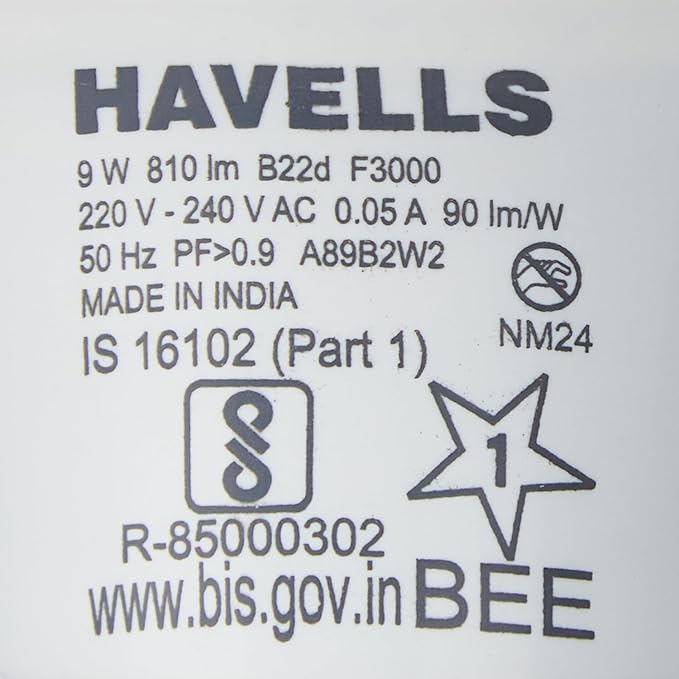 HAVELLS
9 W 810 lm B22d F3000
220 V - 240 V AC 0.05 A 90 lm/W
50 Hz PF>0.9 A89B2W2
MADE IN INDIA
NM24
IS 16102 (Part 1)
1
R-85000302
www.bis.gov.in BEE